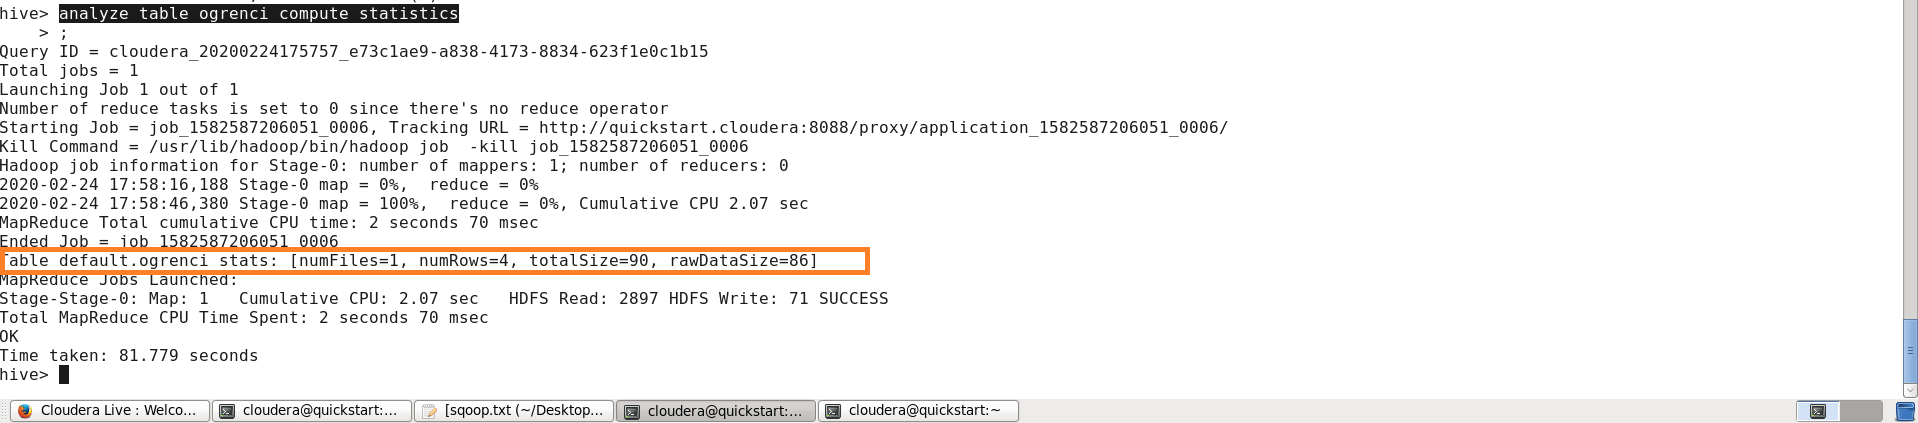 hive> analyze table ogrenci compute statistics
    > ;
Query ID = cloudera_20200224175757_e73c1ae9-a838-4173-8834-623f1e0c1b15
Total jobs = 1
Launching Job 1 out of 1
Number of reduce tasks is set to 0 since there's no reduce operator
Starting Job = job_1582587206051_0006, Tracking URL = http://quickstart.cloudera:8088/proxy/application_1582587206051_0006/
Kill Command = /usr/lib/hadoop/bin/hadoop job  -kill job_1582587206051_0006
Hadoop job information for Stage-0: number of mappers: 1; number of reducers: 0
2020-02-24 17:58:16,188 Stage-0 map = 0%,  reduce = 0%
2020-02-24 17:58:46,380 Stage-0 map = 100%,  reduce = 0%, Cumulative CPU 2.07 sec
MapReduce Total cumulative CPU time: 2 seconds 70 msec
Ended Job = job_1582587206051_0006
Table default.ogrenci stats: [numFiles=1, numRows=4, totalSize=90, rawDataSize=86]
MapReduce Jobs Launched:
Stage-Stage-0: Map: 1   Cumulative CPU: 2.07 sec   HDFS Read: 2897 HDFS Write: 71 SUCCESS
Total MapReduce CPU Time Spent: 2 seconds 70 msec
OK
Time taken: 81.779 seconds
hive>
Cloudera Live : Welco... cloudera@quickstart:... [sqoop.txt (~/Desktop... cloudera@quickstart:... cloudera@quickstart:~